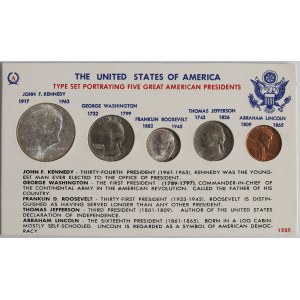 THE UNITED STATES OF AMERICA
TYPE SET PORTRAYING FIVE GREAT AMERICAN PRESIDENTS
JOHN F. KENNEDY
1917 1963
GEORGE WASHINGTON
1732 1799
FRANKLIN ROOSEVELT
1882 1945
THOMAS JEFFERSON
1743 1826
ABRAHAM LINCOLN
1809 1865
JOHN F. KENNEDY - THIRTY-FOURTH PRESIDENT (1961-1963). KENNEDY WAS THE YOUNG-
EST MAN EVER ELECTED TO THE OFFICE OF PRESIDENT.
GEORGE WASHINGTON - THE FIRST PRESIDENT (1789-1797) COMMANDER-IN-CHIEF OF
THE CONTINENTAL ARMY IN THE AMERICAN REVOLUTION. CALLED THE FATHER OF HIS
COUNTRY.
FRANKLIN D. ROOSEVELT - THIRTY-FIRST PRESIDENT (1933-1945). ROOSEVELT IS DISTIN-
GUISHED AS HAVING SERVED LONGER THAN ANY OTHER PRESIDENT.
THOMAS JEFFERSON - THIRD PRESIDENT (1801-1809). AUTHOR OF THE UNITED STATES
DECLARATION OF INDEPENDENCE.
ABRAHAM LINCOLN - THE SIXTEENTH PRESIDENT (1861-1865). BORN IN A LOG CABIN,
MOSTLY SELF-SCHOOLED. LINCOLN IS REGARDED AS A SYMBOL OF AMERICAN DEMOC-
RACY.